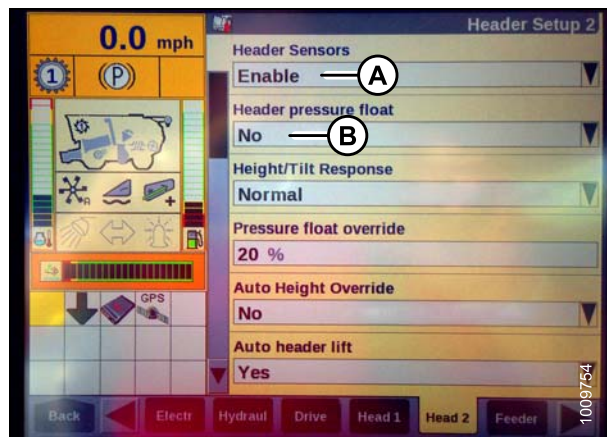 0.0 mph
Header Setup 2
1
(P)
Header Sensors
Enable
A
Header pressure float
No
B
Height/Tilt Response
Normal
A
+
Pressure float override
20 %
GPS
Auto Height Override
No
Auto header lift
Yes
1009754
Back
Electr
Hydraul
Drive
Head 1
Head 2
Feeder